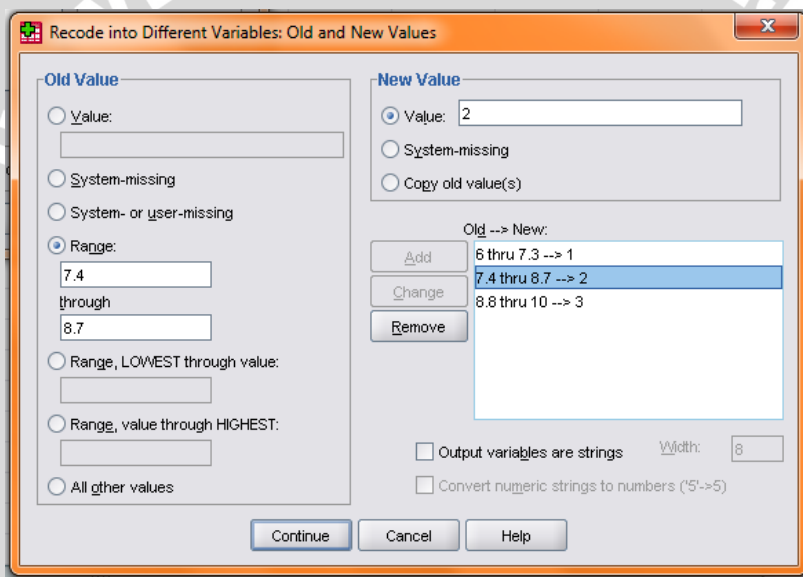 Recode into Different Variables: Old and New Values
Old Value
Value:
System-missing
System- or user-missing
Range:
7.4
through
8.7
Range, LOWEST through value:
Range, value through HIGHEST:
All other values
New Value
Value: 2
System-missing
Copy old value(s)
Old --> New:
Add
Change
Remove
6 thru 7.3 --> 1
7.4 thru 8.7 --> 2
8.8 thru 10 --> 3
Output variables are strings Width: 8
Convert numeric strings to numbers ('5'->5)
Continue Cancel Help